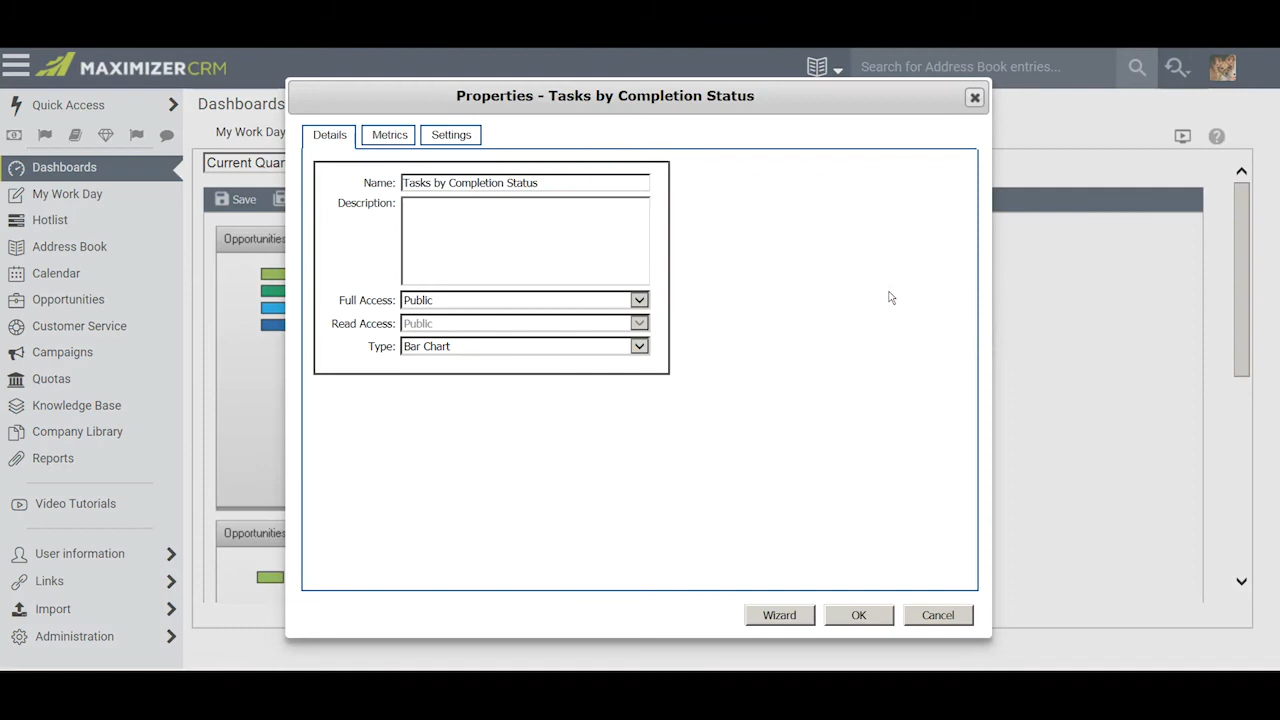 MAXIMIZERCRM
Search for Address Book entries...
Quick Access
Dashboards
My Work Day
Hotlist
Address Book
Calendar
Opportunities
Customer Service
Campaigns
Quotas
Knowledge Base
Company Library
Reports
Video Tutorials
User information
Links
Import
Administration
Dashboards
My Work Day
Current Quar
Save
Opportunities
Opportunities
Properties - Tasks by Completion Status
Details Metrics Settings
Name: Tasks by Completion Status
Description:
Full Access: Public
Read Access: Public
Type: Bar Chart
Wizard OK Cancel